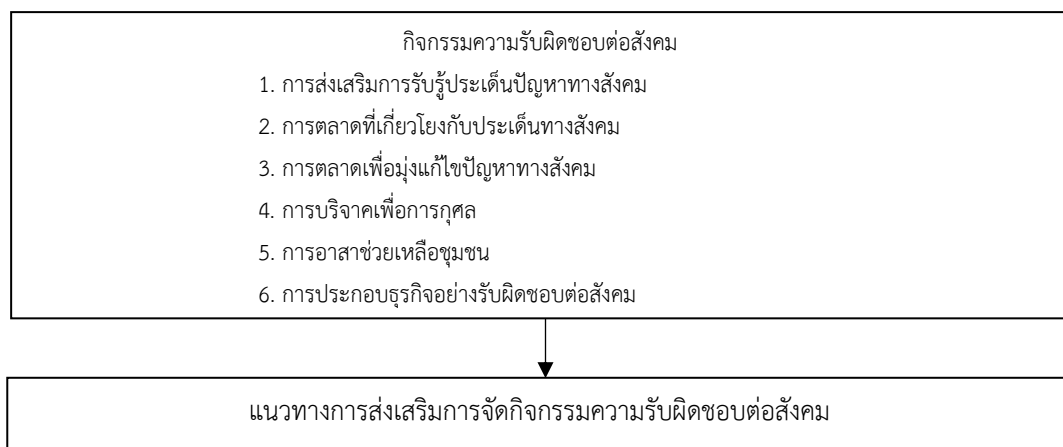 กิจกรรมความรับผิดชอบต่อสังคม
1. การส่งเสริมการรับรู้ประเด็นปัญหาทางสังคม
2. การตลาดที่เกี่ยวโยงกับประเด็นทางสังคม
3. การตลาดเพื่อมุ่งแก้ไขปัญหาทางสังคม
4. การบริจาคเพื่อการกุศล
5. การอาสาช่วยเหลือชุมชน
6. การประกอบธุรกิจอย่างรับผิดชอบต่อสังคม
แนวทางการส่งเสริมการจัดกิจกรรมความรับผิดชอบต่อสังคม